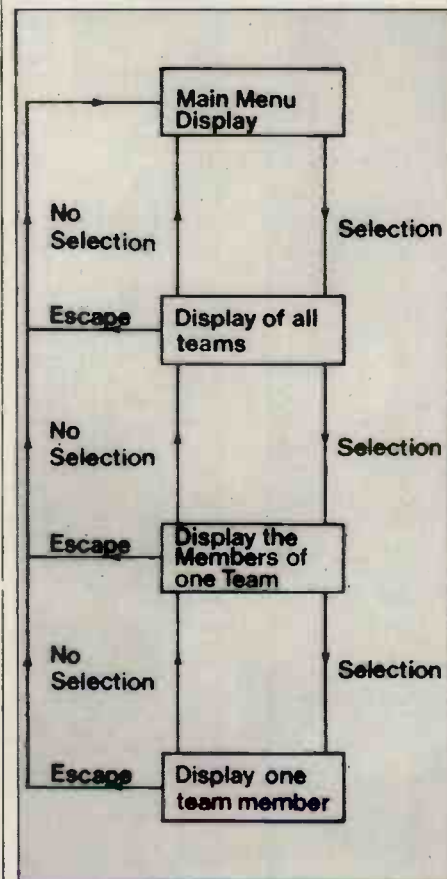 Main Menu
Display
No
Selection
Selection
Escape
Display of all
teams
No
Selection
Selection
Escape
Display the
Members of
one Team
No
Selection
Selection
Escape
Display one
team member